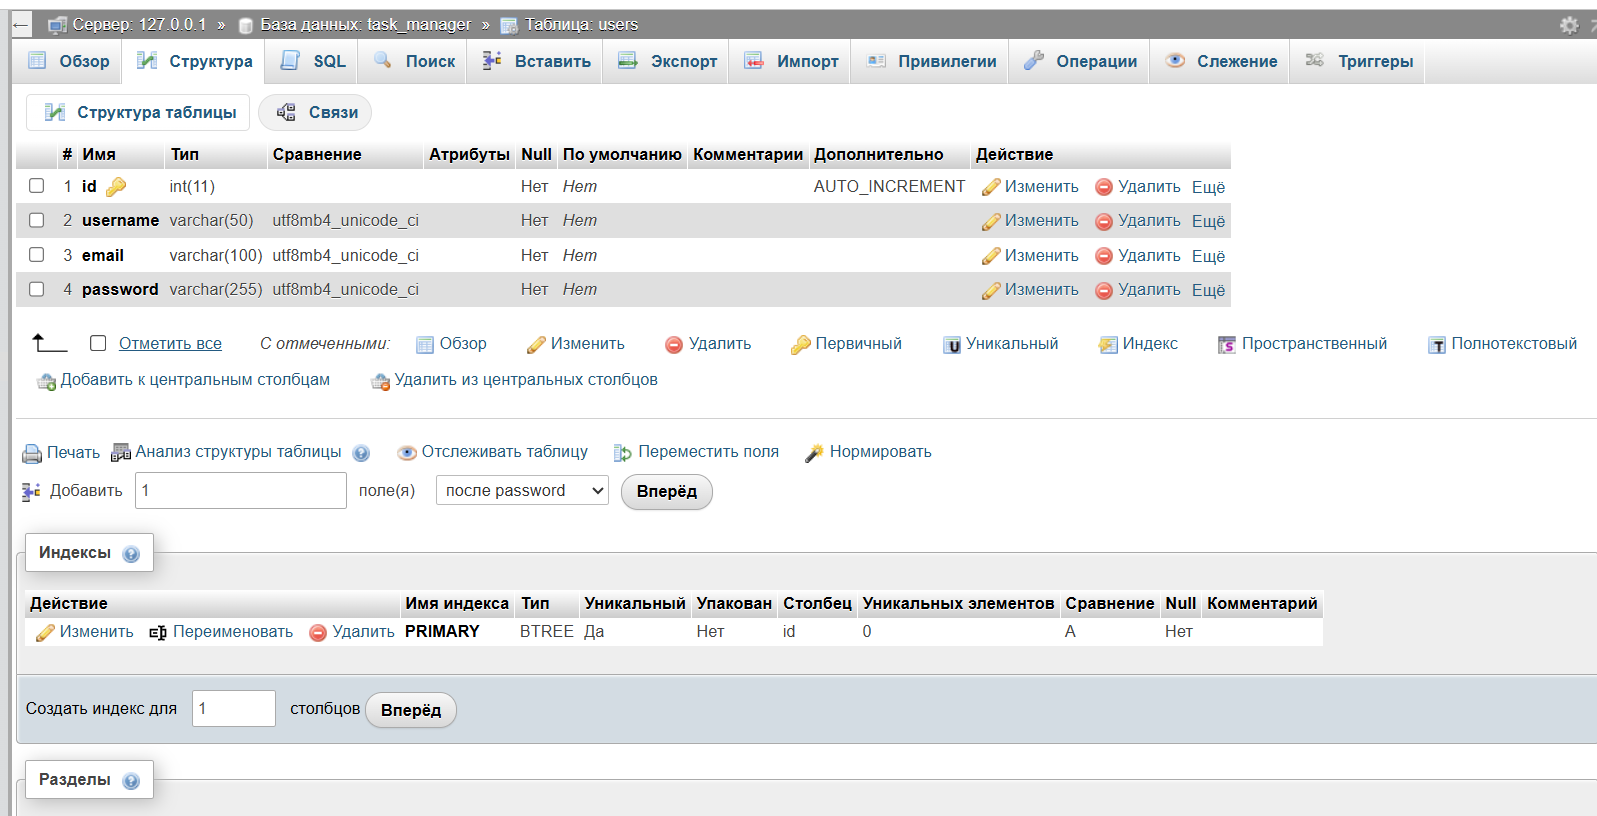 ← Сервер: 127.0.0.1 » База данных: task_manager » Таблица: users
Обзор Структура SQL Поиск Вставить Экспорт Импорт Привилегии Операции Слежение Триггеры
Структура таблицы Связи
# Имя Тип Сравнение Атрибуты Null По умолчанию Комментарии Дополнительно Действие
1 id int(11) Нет Нет AUTO_INCREMENT Изменить Удалить Ещё
2 username varchar(50) utf8mb4_unicode_ci Нет Нет Изменить Удалить Ещё
3 email varchar(100) utf8mb4_unicode_ci Нет Нет Изменить Удалить Ещё
4 password varchar(255) utf8mb4_unicode_ci Нет Нет Изменить Удалить Ещё
Отметить все С отмеченными: Обзор Изменить Удалить Первичный Уникальный Индекс Пространственный Полнотекстовый
Добавить к центральным столбцам Удалить из центральных столбцов
Печать Анализ структуры таблицы Отслеживать таблицу Переместить поля Нормировать
Добавить 1 поле(я) после password Вперёд
Индексы
Действие Имя индекса Тип Уникальный Упакован Столбец Уникальных элементов Сравнение Null Комментарий
Изменить Переименовать Удалить PRIMARY BTREE Да Нет id 0 A Нет
Создать индекс для 1 столбцов Вперёд
Разделы